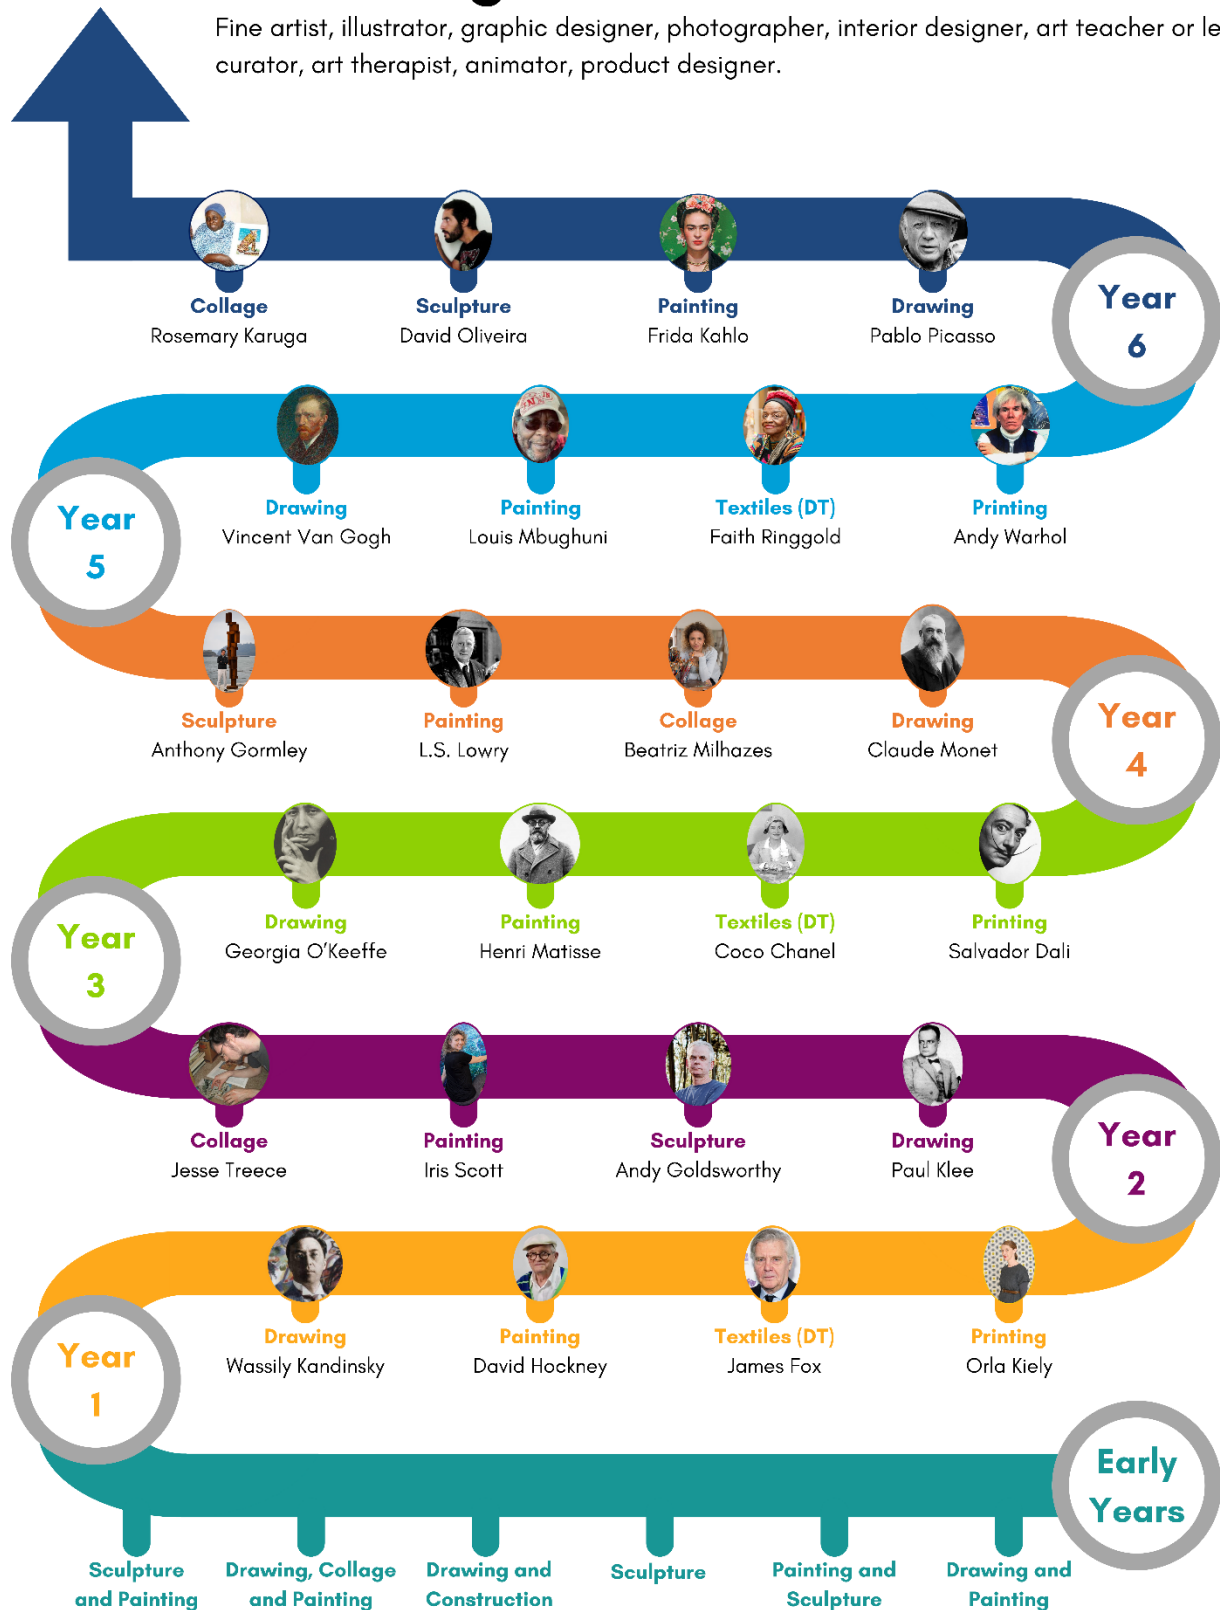 Fine artist, illustrator, graphic designer, photographer, interior designer, art teacher or
curator, art therapist, animator, product designer.
Collage
Rosemary Karuga
Sculpture
David Oliveira
Painting
Frida Kahlo
Drawing
Pablo Picasso
Year
6
Drawing
Vincent Van Gogh
Painting
Louis Mbughuni
Textiles (DT)
Faith Ringgold
Printing
Andy Warhol
Year
5
Sculpture
Anthony Gormley
Painting
L.S. Lowry
Collage
Beatriz Milhazes
Drawing
Claude Monet
Year
4
Drawing
Georgia O'Keeffe
Painting
Henri Matisse
Textiles (DT)
Coco Chanel
Printing
Salvador Dali
Year
3
Collage
Jesse Treece
Painting
Iris Scott
Sculpture
Andy Goldsworthy
Drawing
Paul Klee
Year
2
Drawing
Wassily Kandinsky
Painting
David Hockney
Textiles (DT)
James Fox
Printing
Orla Kiely
Year
1
Early
Years
Sculpture
and Painting
Drawing, Collage
and Painting
Drawing and
Construction
Sculpture
Painting and
Sculpture
Drawing and
Painting